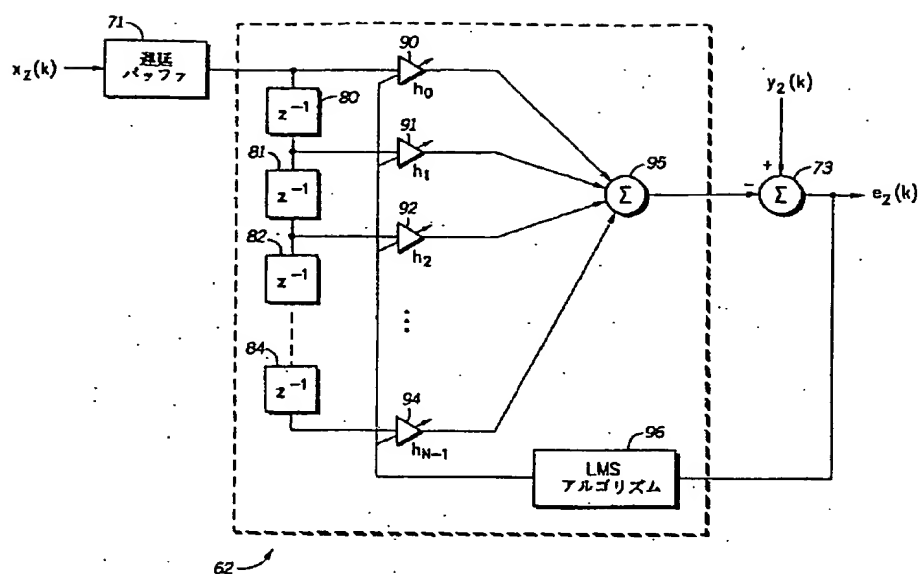 71
遅延
バッファ
x₂(k)
90
h₀
80
z⁻¹
91
h₁
81
z⁻¹
92
h₂
82
z⁻¹
84
z⁻¹
94
h_N-1
95
Σ
y₂(k)
+
-
73
Σ
e₂(k)
96
LMS
アルゴリズム
62